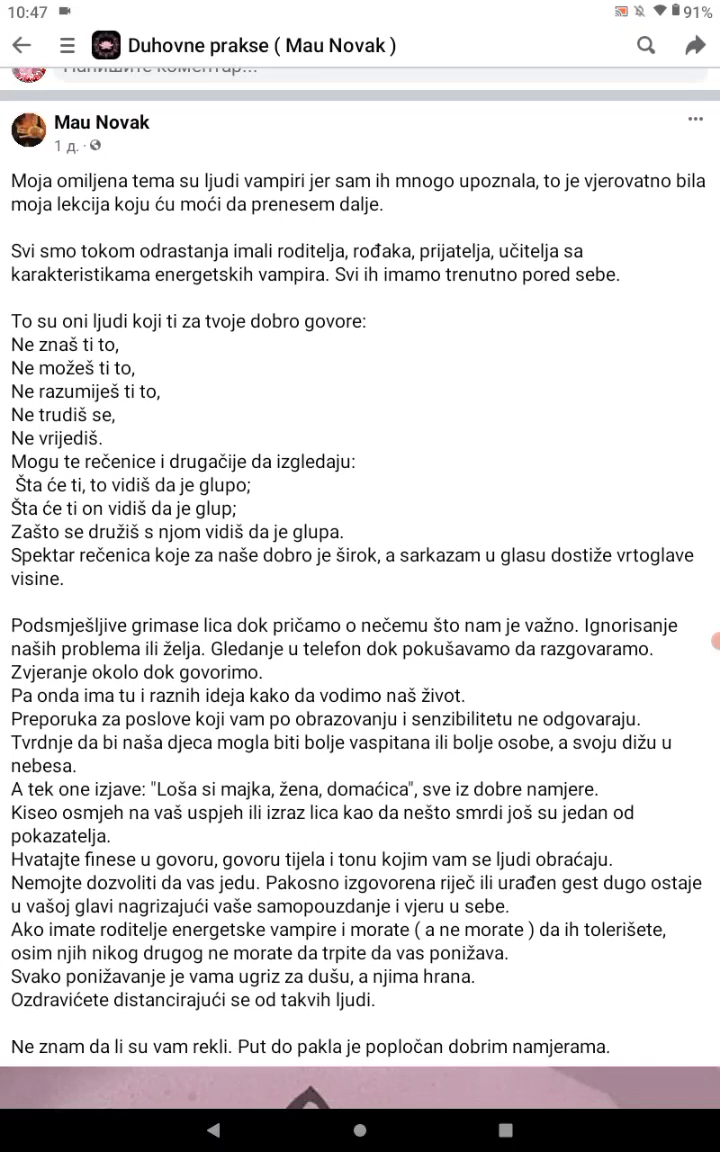 10:47
91%
Duhovne prakse ( Mau Novak )
Напишите коментар...
Mau Novak
1 д. ·
Moja omiljena tema su ljudi vampiri jer sam ih mnogo upoznala, to je vjerovatno bila
moja lekcija koju ću moći da prenesem dalje.
Svi smo tokom odrastanja imali roditelja, rođaka, prijatelja, učitelja sa
karakteristikama energetskih vampira. Svi ih imamo trenutno pored sebe.
To su oni ljudi koji ti za tvoje dobro govore:
Ne znaš ti to,
Ne možeš ti to,
Ne razumiješ ti to,
Ne trudiš se,
Ne vrijediš.
Mogu te rečenice i drugačije da izgledaju:
Šta će ti, to vidiš da je glupo;
Šta će ti on vidiš da je glup;
Zašto se družiš s njom vidiš da je glupa.
Spektar rečenica koje za naše dobro je širok, a sarkazam u glasu dostiže vrtoglave
visine.
Podsmješljive grimase lica dok pričamo o nečemu što nam je važno. Ignorisanje
naših problema ili želja. Gledanje u telefon dok pokušavamo da razgovaramo.
Zvjeranje okolo dok govorimo.
Pa onda ima tu i raznih ideja kako da vodimo naš život.
Preporuka za poslove koji vam po obrazovanju i senzibilitetu ne odgovaraju.
Tvrdnje da bi naša djeca mogla biti bolje vaspitana ili bolje osobe, a svoju dižu u
nebesa.
A tek one izjave: "Loša si majka, žena, domaćica", sve iz dobre namjere.
Kiseo osmjeh na vaš uspjeh ili izraz lica kao da nešto smrdi još su jedan od
pokazatelja.
Hvatajte finese u govoru, govoru tijela i tonu kojim vam se ljudi obraćaju.
Nemojte dozvoliti da vas jedu. Pakosno izgovorena riječ ili urađen gest dugo ostaje
u vašoj glavi nagrizajući vaše samopouzdanje i vjeru u sebe.
Ako imate roditelje energetske vampire i morate ( a ne morate ) da ih tolerišete,
osim njih nikog drugog ne morate da trpite da vas ponižava.
Svako ponižavanje je vama ugriz za dušu, a njima hrana.
Ozdravićete distancirajući se od takvih ljudi.
Ne znam da li su vam rekli. Put do pakla je popločan dobrim namjerama.